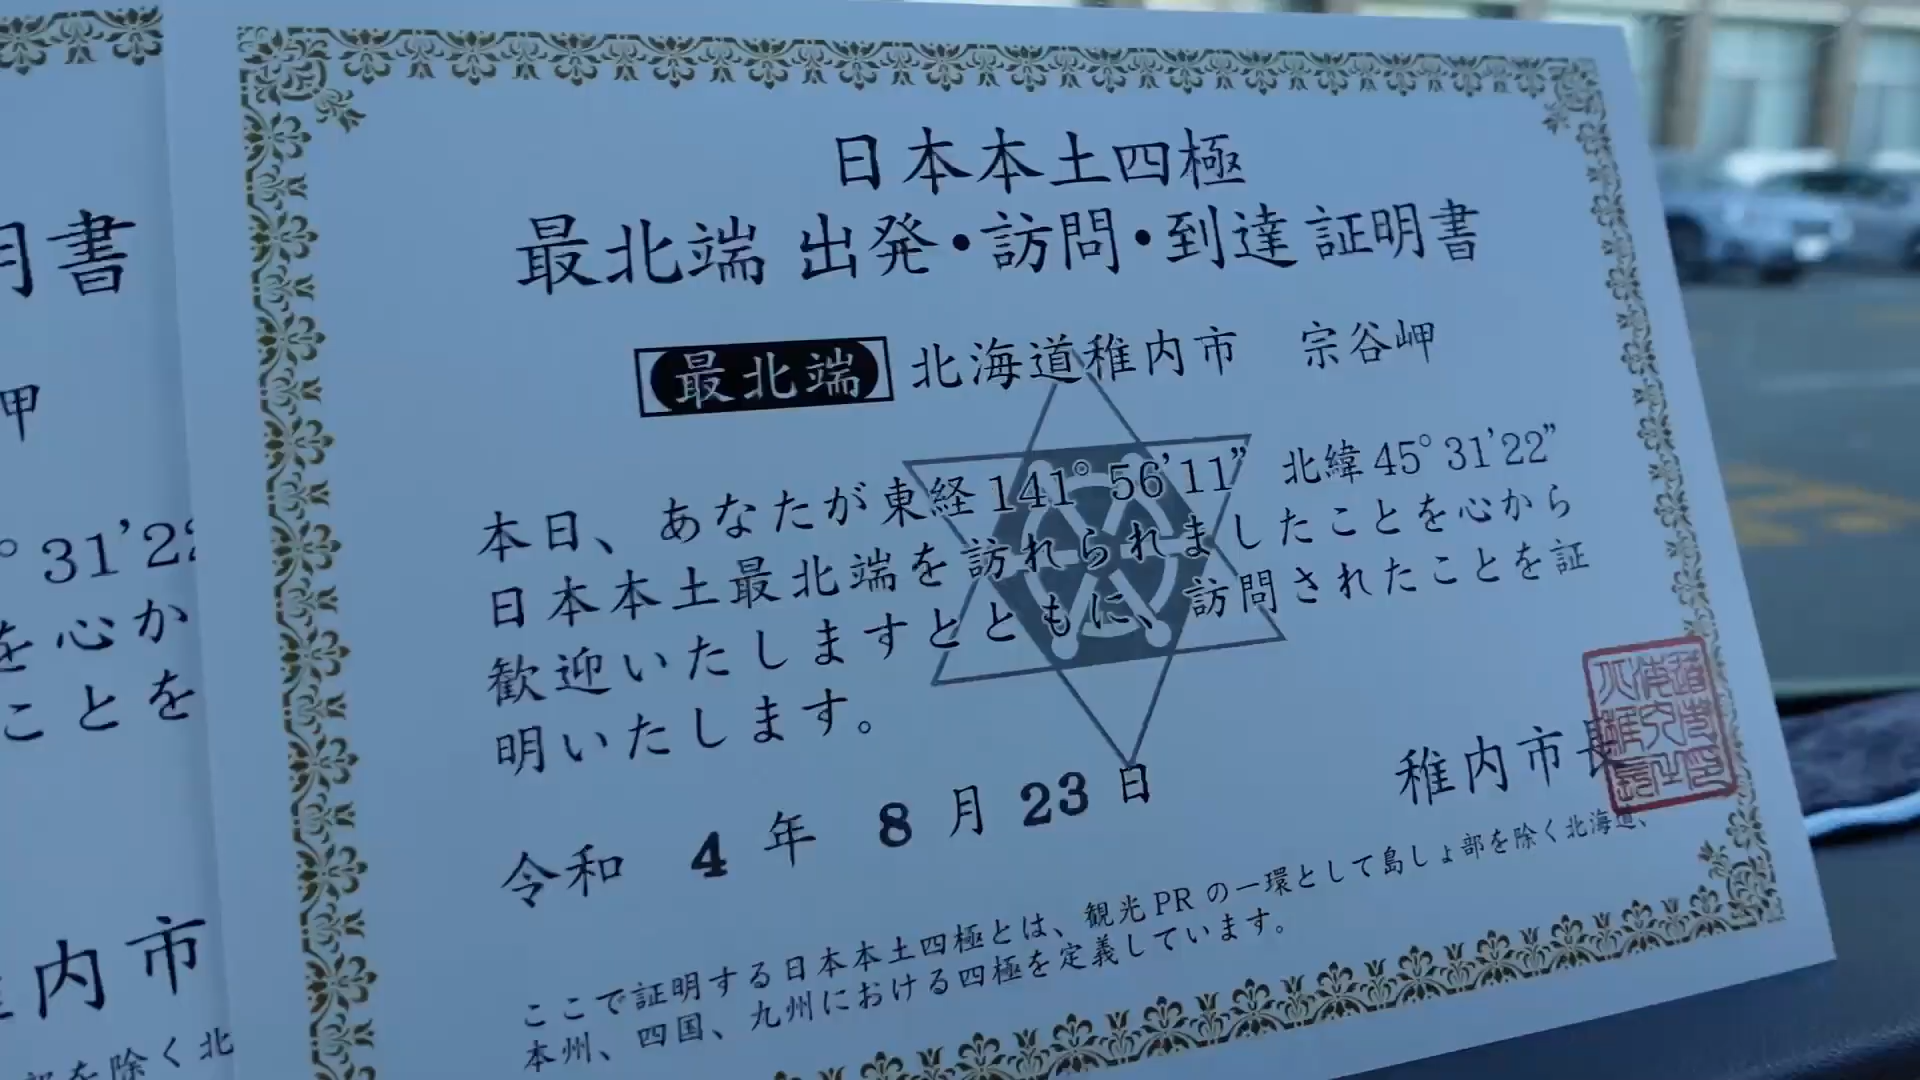 日本本土四極
最北端 出発・訪問・到達 証明書
最北端 北海道稚内市 宗谷岬
本日、あなたが東経141°56’11” 北緯45°31’22”
日本本土最北端を訪れられましたことを心から
歓迎いたしますとともに、訪問されたことを証
明いたします。
令和 4 年 8 月 23 日
稚内市長
ここで証明する日本本土四極とは、観光PRの一環として島しょ部を除く北海道、
本州、四国、九州における四極を定義しています。
明書
岬
°31’22
を心か
ことを
内市
部を除く北